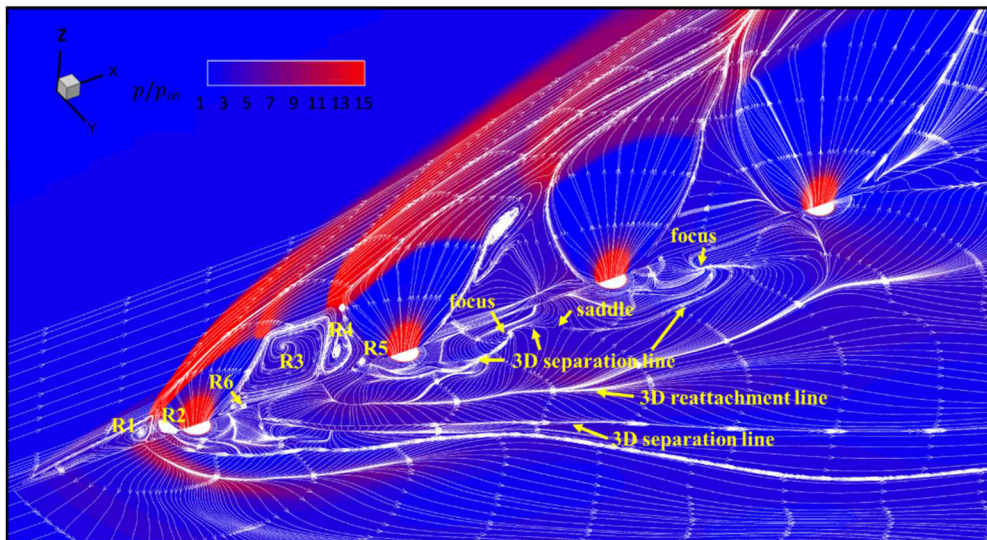 Z
X
Y
p/p∞
1 3 5 7 9 11 13 15
focus
focus
saddle
R4
R5
R3
3D separation line
R6
3D reattachment line
R1
R2
3D separation line